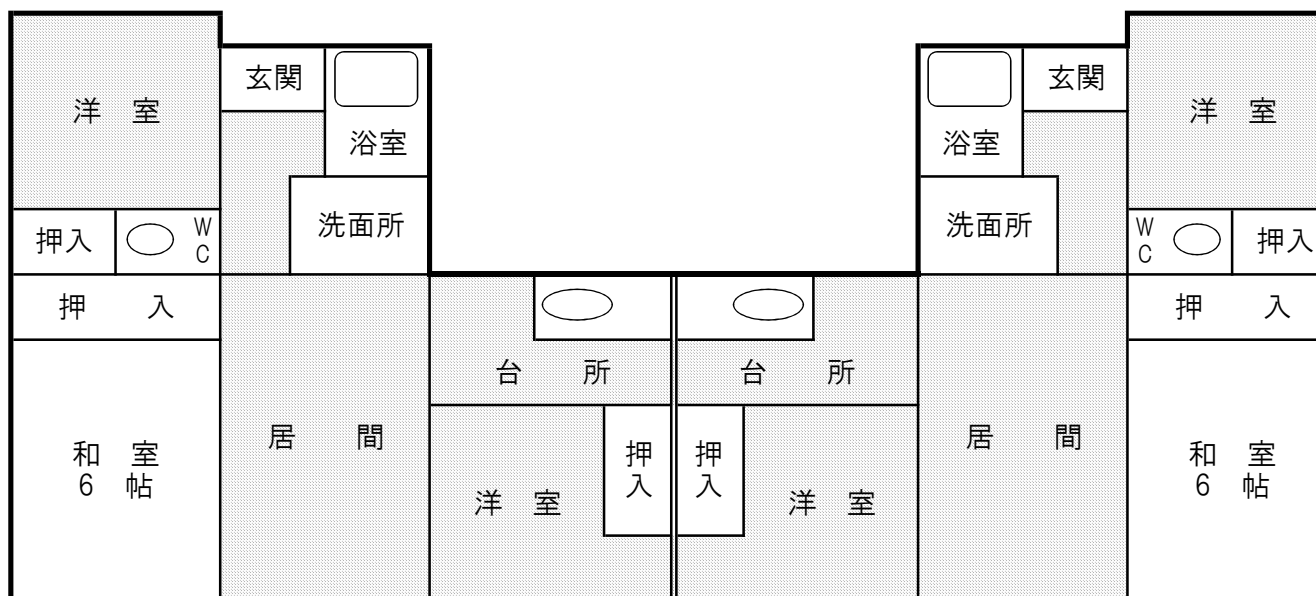 玄関
玄関
洋　室
洋　室
浴室
浴室
押入
WC
洗面所
洗面所
WC
押入
押　入
押　入
台　所
台　所
居　間
居　間
和　室
6　帖
押入
押入
和　室
6　帖
洋　室
洋　室